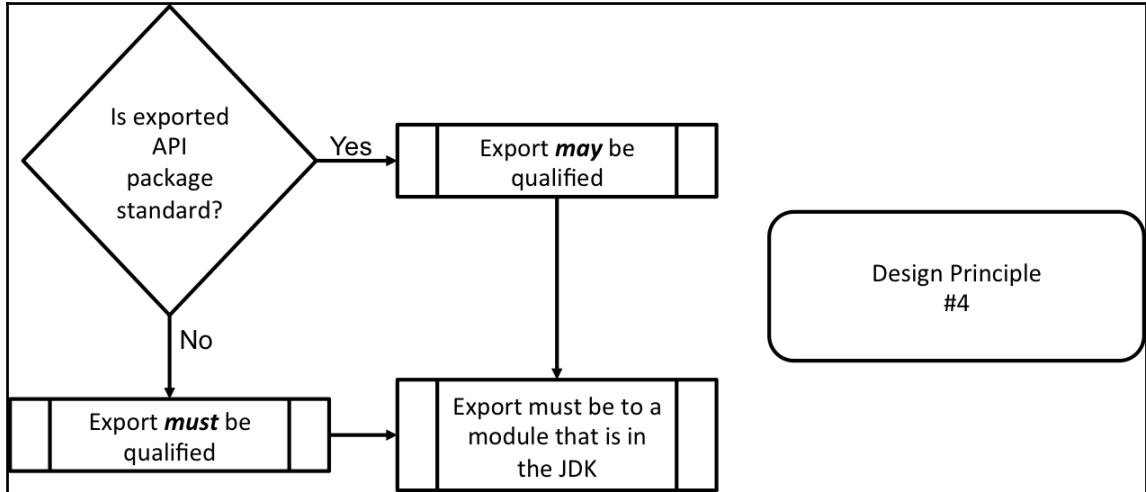 Is exported
API
package
standard?
Yes
Export may be
qualified
Design Principle
#4
No
Export must be
qualified
Export must be to a
module that is in
the JDK